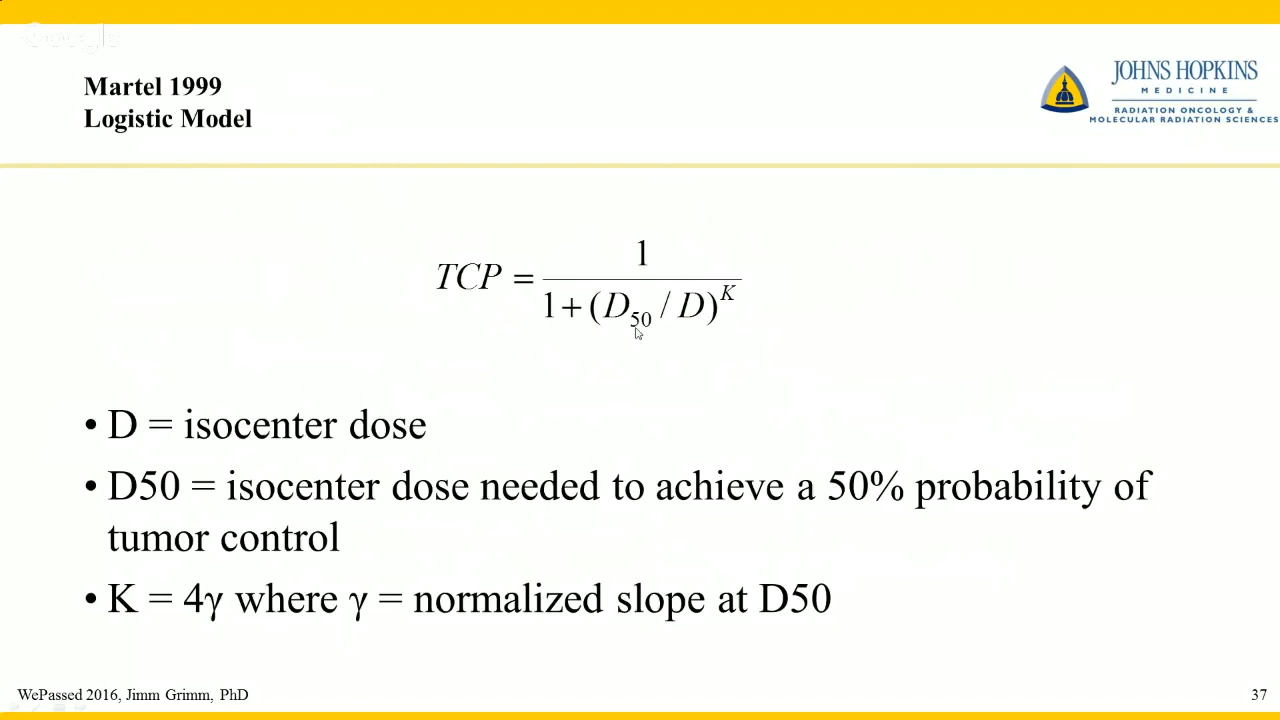 Google
Martel 1999
Logistic Model
JOHNS HOPKINS
MEDICINE
RADIATION ONCOLOGY &
MOLECULAR RADIATION SCIENCES
TCP = 1 / 1 + (D₅₀ / D)ᴷ
• D = isocenter dose
• D50 = isocenter dose needed to achieve a 50% probability of
tumor control
• K = 4γ where γ = normalized slope at D50
WePassed 2016, Jimm Grimm, PhD
37